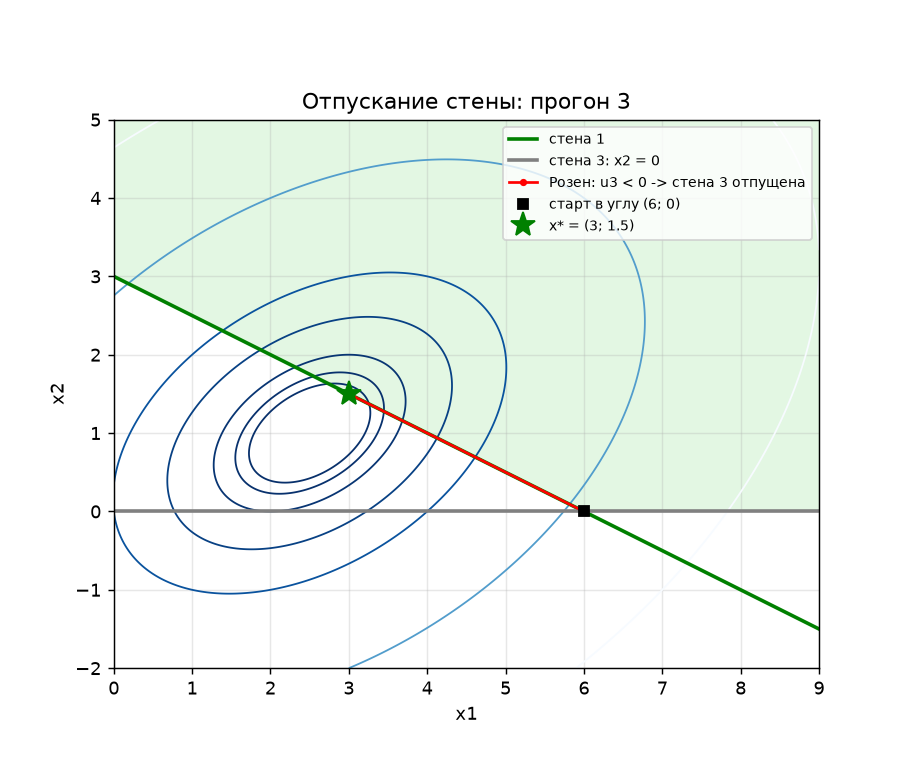 Отпускание стены: прогон 3
стена 1
стена 3: x2 = 0
Розен: u3 < 0 -> стена 3 отпущена
старт в углу (6; 0)
x* = (3; 1.5)
5
4
3
2
1
0
−1
−2
x2
0 1 2 3 4 5 6 7 8 9
x1